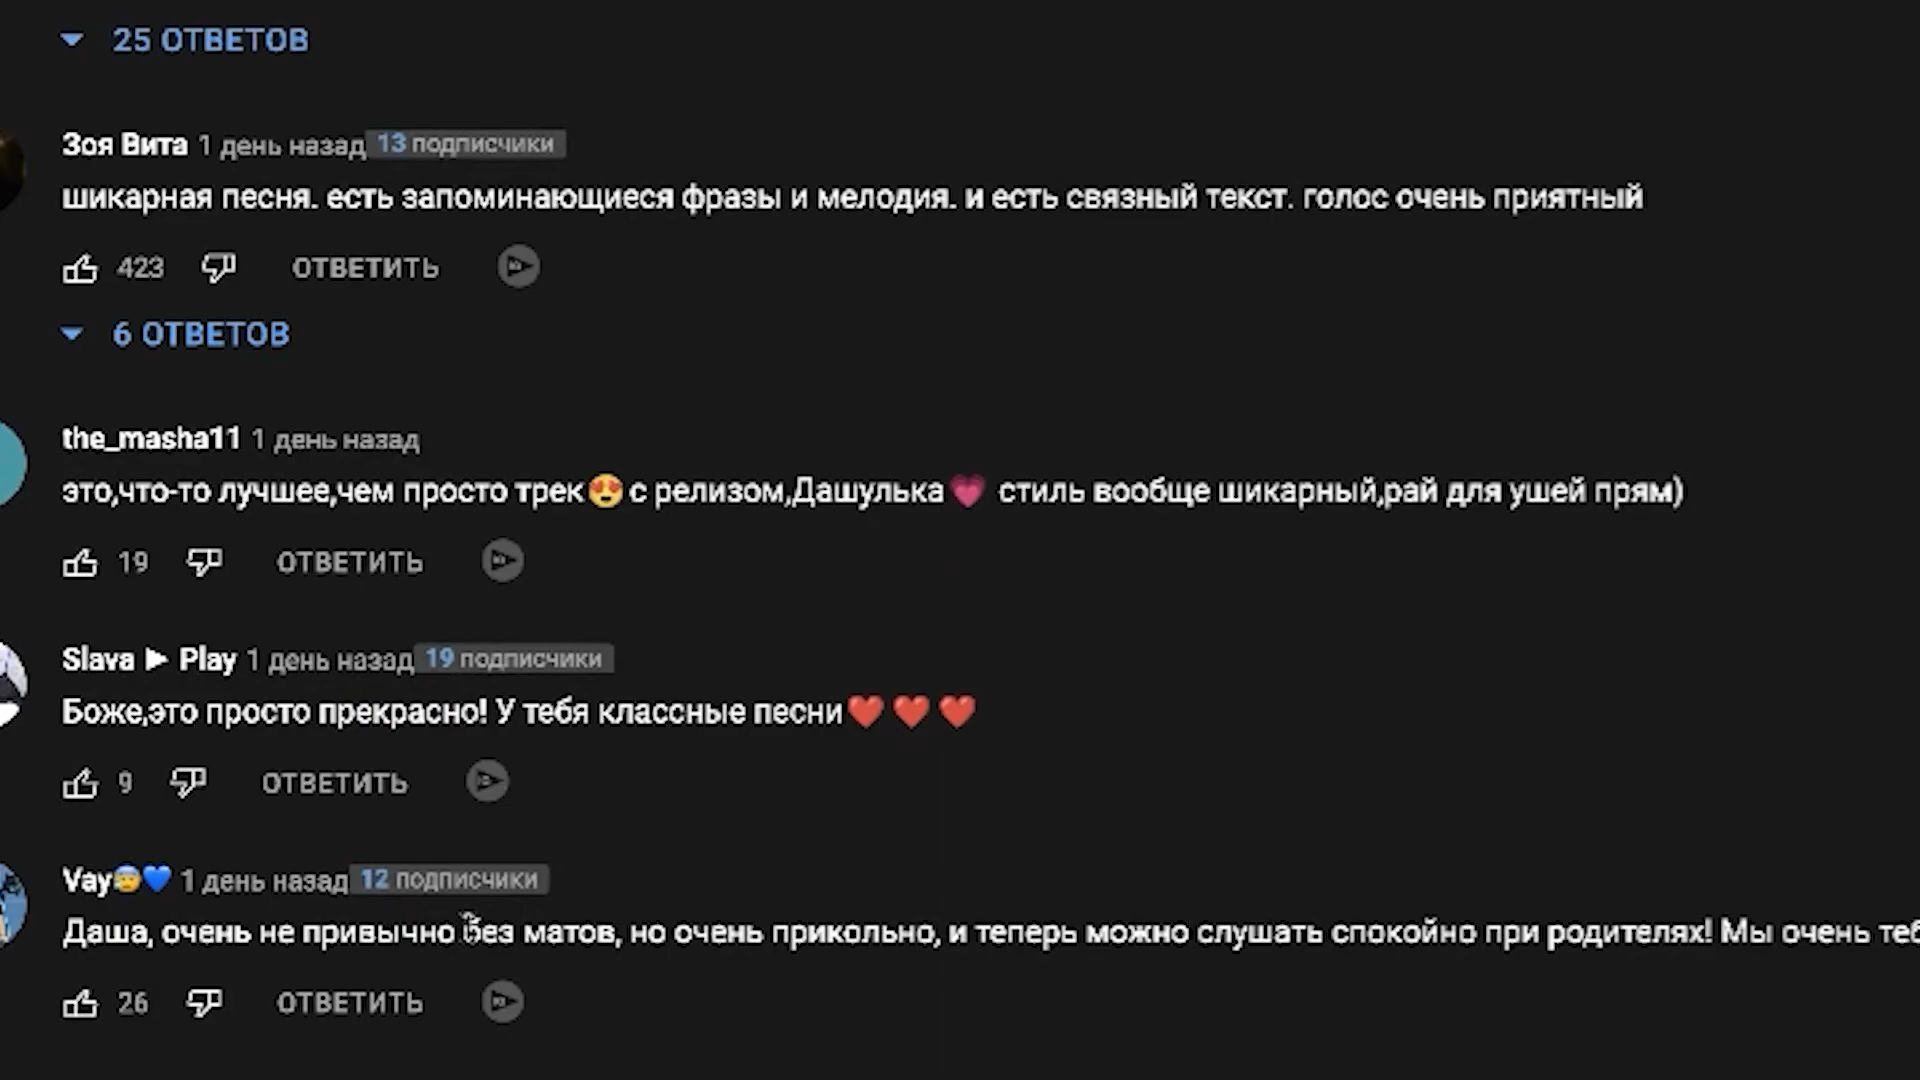 25 ОТВЕТОВ
Зоя Вита 1 день назад 13 подписчики
шикарная песня. есть запоминающиеся фразы и мелодия. и есть связный текст. голос очень приятный
423 ОТВЕТИТЬ
6 ОТВЕТОВ
the_masha11 1 день назад
это,что-то лучшее,чем просто трек😍с релизом,Дашулька💗 стиль вообще шикарный,рай для ушей прям)
19 ОТВЕТИТЬ
Slava ▶ Play 1 день назад 19 подписчики
Боже,это просто прекрасно! У тебя классные песни❤️❤️❤️
9 ОТВЕТИТЬ
Vay😰💙 1 день назад 12 подписчики
Даша, очень не привычно без матов, но очень прикольно, и теперь можно слушать спокойно при родителях! Мы очень
26 ОТВЕТИТЬ